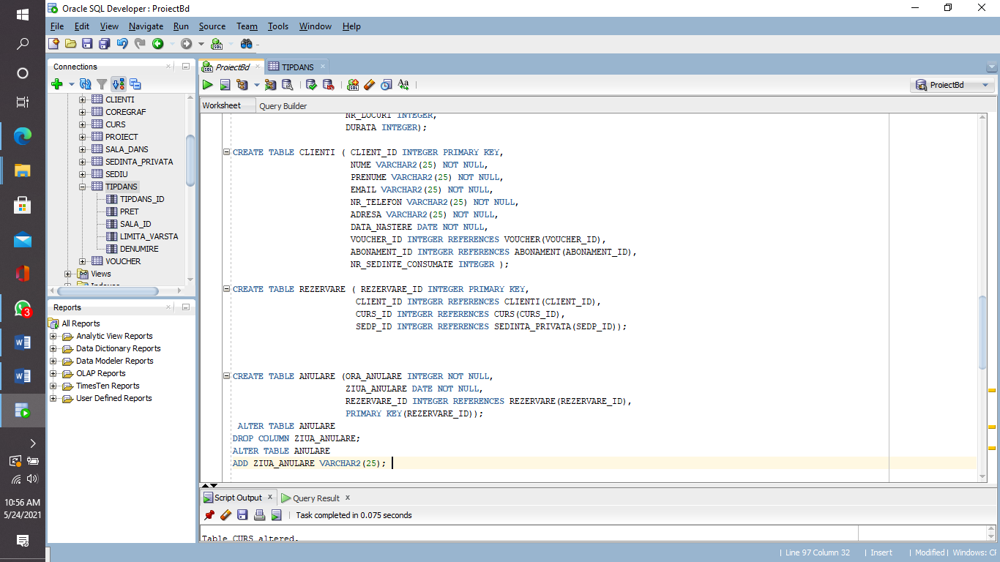 Oracle SQL Developer : ProiectBd
File Edit View Navigate Run Source Team Tools Window Help
Connections
ProiectBd
TIPDANS
ProiectBd
CLIENTI
COREGRAF
CURS
PROIECT
SALA_DANS
SEDINTA_PRIVATA
SEDIU
TIPDANS
TIPDANS_ID
PRET
SALA_ID
LIMITA_VARSTA
DENUMIRE
VOUCHER
Views
Indexes
Reports
All Reports
Analytic View Reports
Data Dictionary Reports
Data Modeler Reports
OLAP Reports
TimesTen Reports
User Defined Reports
Worksheet Query Builder
NR_LOCURI INTEGER,
DURATA INTEGER);
CREATE TABLE CLIENTI ( CLIENT_ID INTEGER PRIMARY KEY,
NUME VARCHAR2(25) NOT NULL,
PRENUME VARCHAR2(25) NOT NULL,
EMAIL VARCHAR2(25) NOT NULL,
NR_TELEFON VARCHAR2(25) NOT NULL,
ADRESA VARCHAR2(25) NOT NULL,
DATA_NASTERE DATE NOT NULL,
VOUCHER_ID INTEGER REFERENCES VOUCHER(VOUCHER_ID),
ABONAMENT_ID INTEGER REFERENCES ABONAMENT(ABONAMENT_ID),
NR_SEDINTE_CONSUMATE INTEGER );
CREATE TABLE REZERVARE ( REZERVARE_ID INTEGER PRIMARY KEY,
CLIENT_ID INTEGER REFERENCES CLIENTI(CLIENT_ID),
CURS_ID INTEGER REFERENCES CURS(CURS_ID),
SEDP_ID INTEGER REFERENCES SEDINTA_PRIVATA(SEDP_ID));
CREATE TABLE ANULARE (ORA_ANULARE INTEGER NOT NULL,
ZIUA_ANULARE DATE NOT NULL,
REZERVARE_ID INTEGER REFERENCES REZERVARE(REZERVARE_ID),
PRIMARY KEY(REZERVARE_ID));
ALTER TABLE ANULARE
DROP COLUMN ZIUA_ANULARE;
ALTER TABLE ANULARE
ADD ZIUA_ANULARE VARCHAR2(25);
Script Output x Query Result x
Task completed in 0.075 seconds
Table CURS altered.
Line 97 Column 32 | Insert | Modified | Windows: CF
3
10:56 AM
5/24/2021